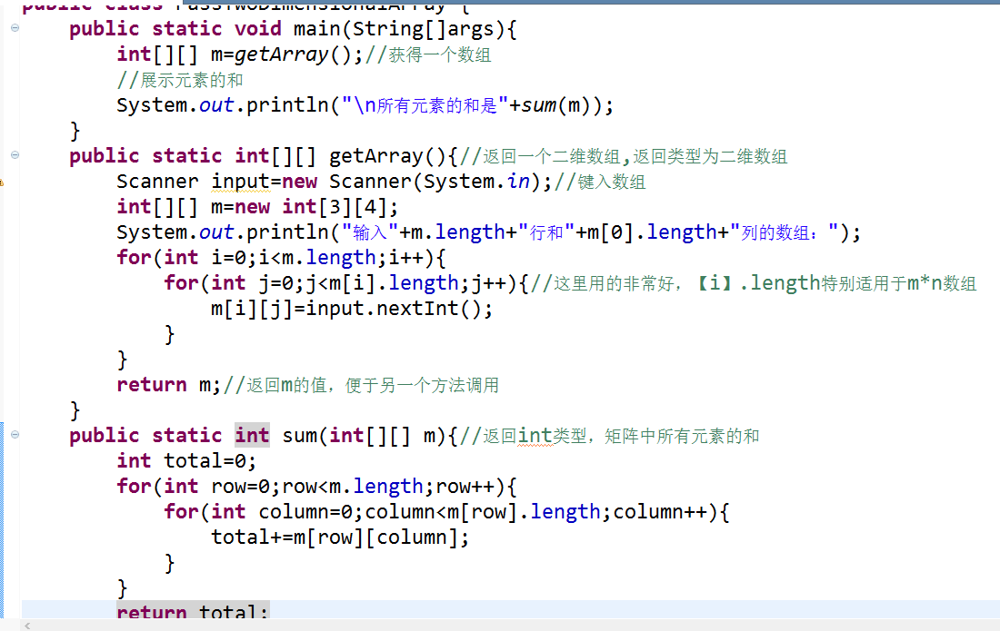 public class PassTwoDimensionalArray {
public static void main(String[]args){
int[][] m=getArray();//获得一个数组
//展示元素的和
System.out.println("\n所有元素的和是"+sum(m));
}
public static int[][] getArray(){//返回一个二维数组,返回类型为二维数组
Scanner input=new Scanner(System.in);//键入数组
int[][] m=new int[3][4];
System.out.println("输入"+m.length+"行和"+m[0].length+"列的数组：");
for(int i=0;i<m.length;i++){
for(int j=0;j<m[i].length;j++){//这里用的非常好，【i】.length特别适用于m*n数组
m[i][j]=input.nextInt();
}
}
return m;//返回m的值，便于另一个方法调用
}
public static int sum(int[][] m){//返回int类型，矩阵中所有元素的和
int total=0;
for(int row=0;row<m.length;row++){
for(int column=0;column<m[row].length;column++){
total+=m[row][column];
}
}
return total;